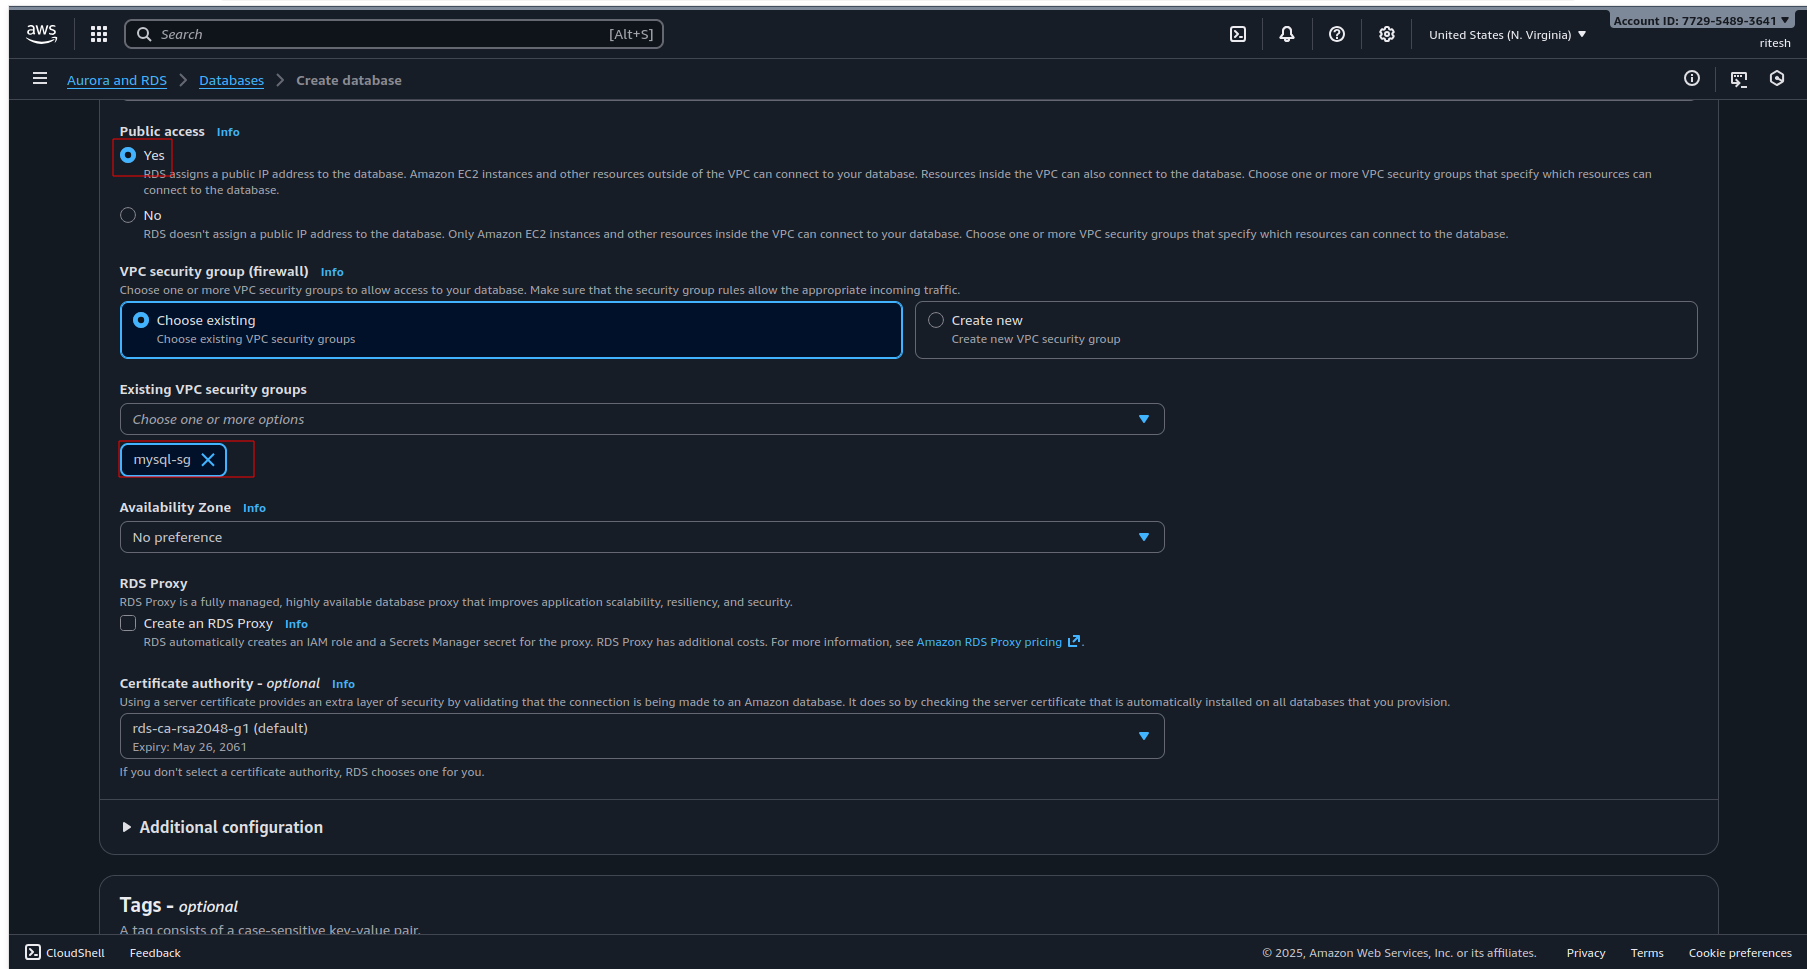 Account ID: 7729-5489-3641
aws
Search [Alt+S]
United States (N. Virginia)
ritesh
Aurora and RDS > Databases > Create database
Public access Info
Yes
RDS assigns a public IP address to the database. Amazon EC2 instances and other resources outside of the VPC can connect to your database. Resources inside the VPC can also connect to the database. Choose one or more VPC security groups that specify which resources can
connect to the database.
No
RDS doesn't assign a public IP address to the database. Only Amazon EC2 instances and other resources inside the VPC can connect to your database. Choose one or more VPC security groups that specify which resources can connect to the database.
VPC security group (firewall) Info
Choose one or more VPC security groups to allow access to your database. Make sure that the security group rules allow the appropriate incoming traffic.
Choose existing
Choose existing VPC security groups
Create new
Create new VPC security group
Existing VPC security groups
Choose one or more options
mysql-sg
Availability Zone Info
No preference
RDS Proxy
RDS Proxy is a fully managed, highly available database proxy that improves application scalability, resiliency, and security.
Create an RDS Proxy Info
RDS automatically creates an IAM role and a Secrets Manager secret for the proxy. RDS Proxy has additional costs. For more information, see Amazon RDS Proxy pricing.
Certificate authority - optional Info
Using a server certificate provides an extra layer of security by validating that the connection is being made to an Amazon database. It does so by checking the server certificate that is automatically installed on all databases that you provision.
rds-ca-rsa2048-g1 (default)
Expiry: May 26, 2061
If you don't select a certificate authority, RDS chooses one for you.
Additional configuration
Tags - optional
A tag consists of a case-sensitive key-value pair.
CloudShell Feedback © 2025, Amazon Web Services, Inc. or its affiliates. Privacy Terms Cookie preferences